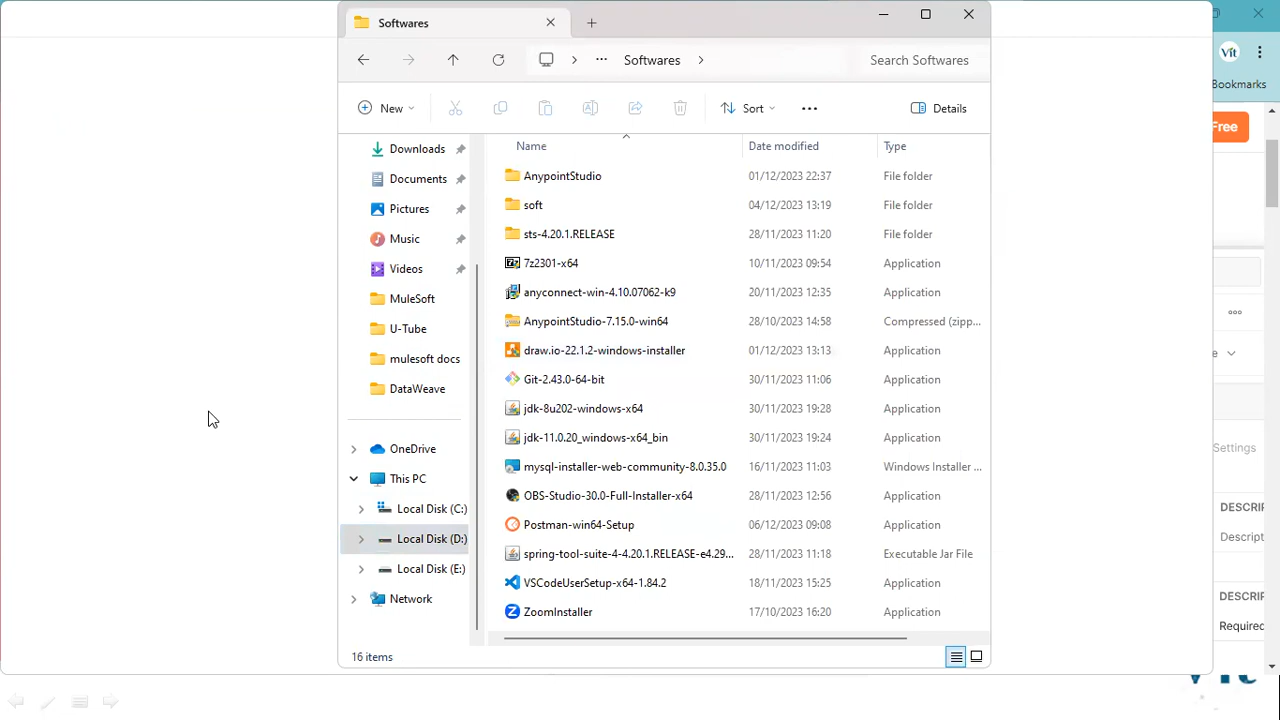 Softwares
Softwares
Search Softwares
New
Sort
Details
Name Date modified Type
AnypointStudio 01/12/2023 22:37 File folder
soft 04/12/2023 13:19 File folder
sts-4.20.1.RELEASE 28/11/2023 11:20 File folder
7z2301-x64 10/11/2023 09:54 Application
anyconnect-win-4.10.07062-k9 20/11/2023 12:35 Application
AnypointStudio-7.15.0-win64 28/10/2023 14:58 Compressed (zipp...
draw.io-22.1.2-windows-installer 01/12/2023 13:13 Application
Git-2.43.0-64-bit 30/11/2023 11:06 Application
jdk-8u202-windows-x64 30/11/2023 19:28 Application
jdk-11.0.20_windows-x64_bin 30/11/2023 19:24 Application
mysql-installer-web-community-8.0.35.0 16/11/2023 11:03 Windows Installer ...
OBS-Studio-30.0-Full-Installer-x64 28/11/2023 12:56 Application
Postman-win64-Setup 06/12/2023 09:08 Application
spring-tool-suite-4-4.20.1.RELEASE-e4.29... 28/11/2023 11:18 Executable Jar File
VSCodeUserSetup-x64-1.84.2 18/11/2023 15:25 Application
ZoomInstaller 17/10/2023 16:20 Application
Downloads
Documents
Pictures
Music
Videos
MuleSoft
U-Tube
mulesoft docs
DataWeave
OneDrive
This PC
Local Disk (C:)
Local Disk (D:)
Local Disk (E:)
Network
16 items
Vit
Bookmarks
Free
e
Settings
DESCRI
Descript
DESCRI
Required